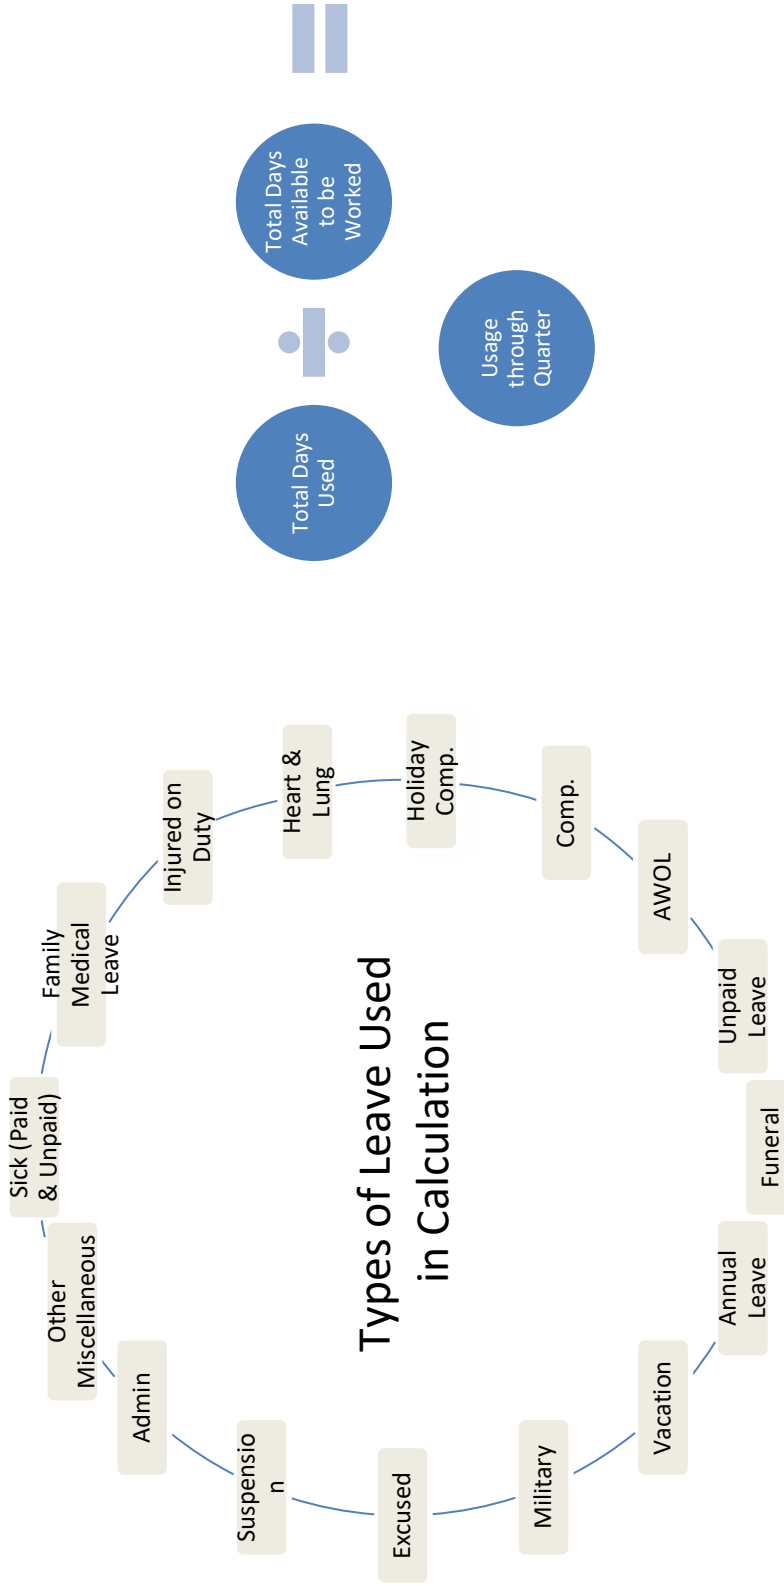 Types of Leave Used
in Calculation
Sick (Paid
& Unpaid)
Family
Medical
Leave
Injured on
Duty
Heart &
Lung
Holiday
Comp.
Comp.
AWOL
Unpaid
Leave
Funeral
Annual
Leave
Vacation
Military
Excused
Suspensio
n
Admin
Other
Miscellaneous
Total Days
Used
÷
Total Days
Available
to be
Worked
=
Usage
through
Quarter